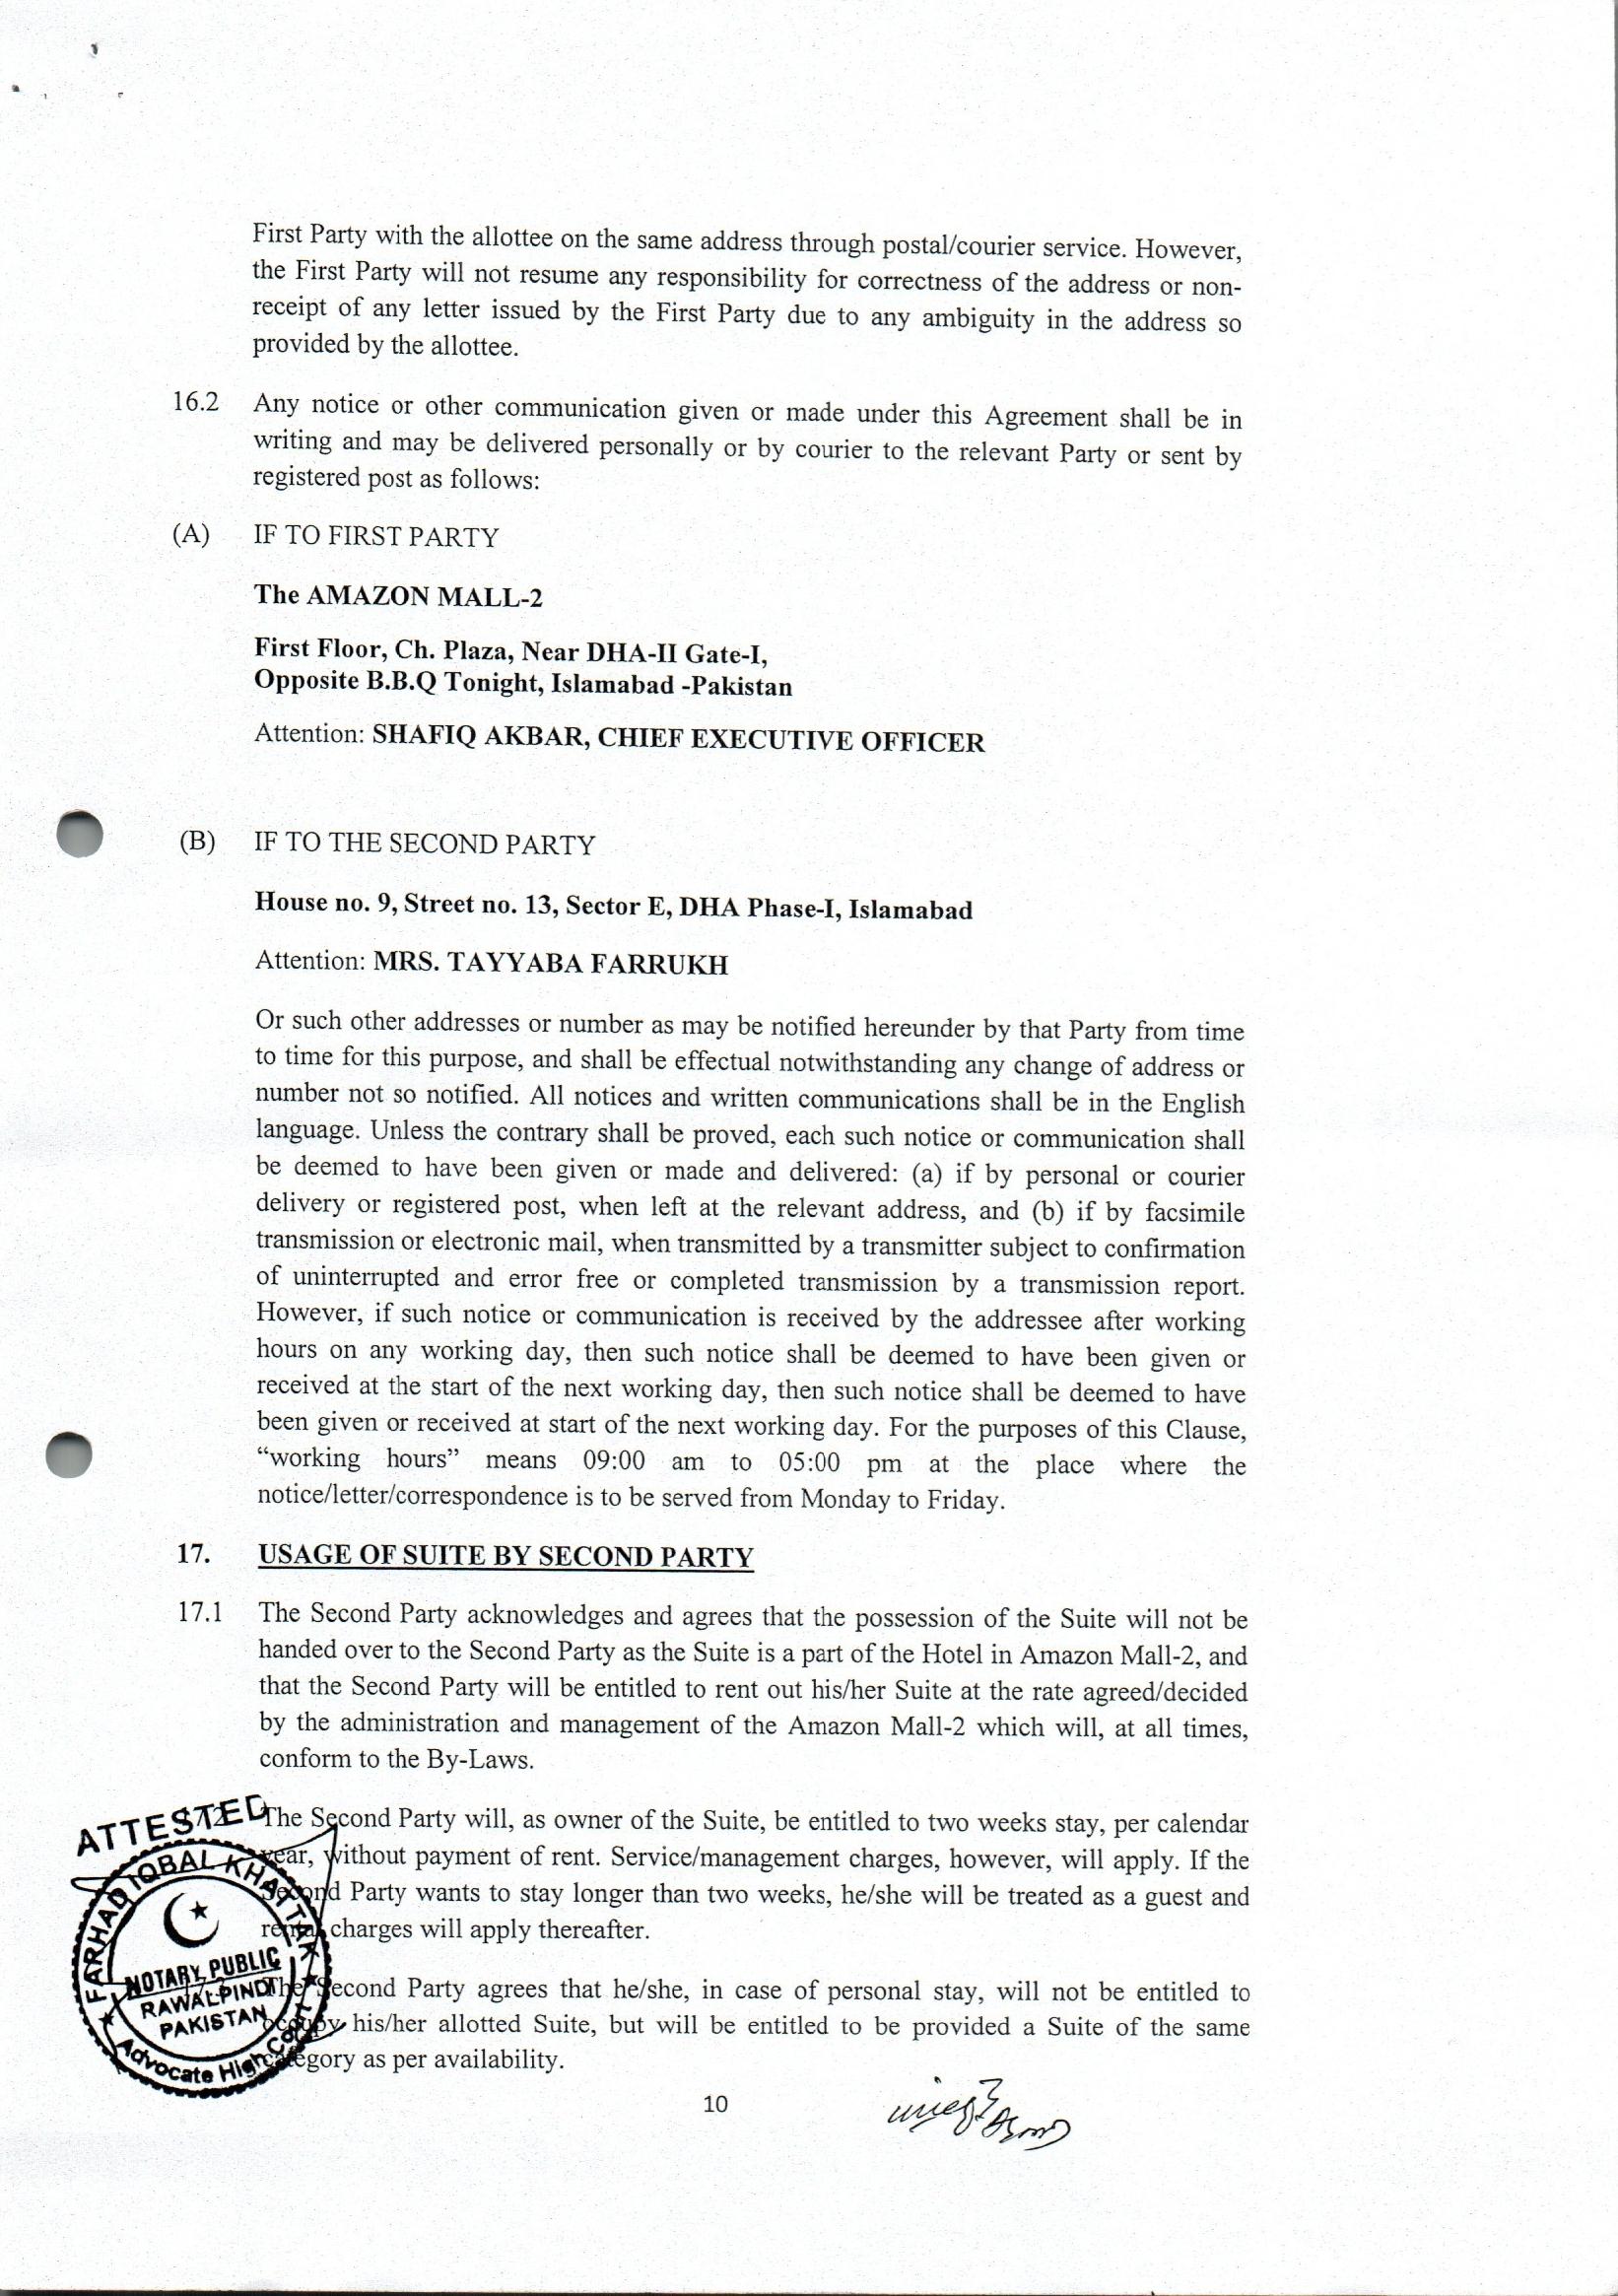 First Party with the allottee on the same address through postal/courier service. However,
the First Party will not resume any responsibility for correctness of the address or non-
receipt of any letter issued by the First Party due to any ambiguity in the address so
provided by the allottee.
16.2 Any notice or other communication given or made under this Agreement shall be in
writing and may be delivered personally or by courier to the relevant Party or sent by
registered post as follows:
(A) IF TO FIRST PARTY
The AMAZON MALL-2
First Floor, Ch. Plaza, Near DHA-II Gate-I,
Opposite B.B.Q Tonight, Islamabad -Pakistan
Attention: SHAFIQ AKBAR, CHIEF EXECUTIVE OFFICER
(B) IF TO THE SECOND PARTY
House no. 9, Street no. 13, Sector E, DHA Phase-I, Islamabad
Attention: MRS. TAYYABA FARRUKH
Or such other addresses or number as may be notified hereunder by that Party from time
to time for this purpose, and shall be effectual notwithstanding any change of address or
number not so notified. All notices and written communications shall be in the English
language. Unless the contrary shall be proved, each such notice or communication shall
be deemed to have been given or made and delivered: (a) if by personal or courier
delivery or registered post, when left at the relevant address, and (b) if by facsimile
transmission or electronic mail, when transmitted by a transmitter subject to confirmation
of uninterrupted and error free or completed transmission by a transmission report.
However, if such notice or communication is received by the addressee after working
hours on any working day, then such notice shall be deemed to have been given or
received at the start of the next working day, then such notice shall be deemed to have
been given or received at start of the next working day. For the purposes of this Clause,
“working hours” means 09:00 am to 05:00 pm at the place where the
notice/letter/correspondence is to be served from Monday to Friday.
17. USAGE OF SUITE BY SECOND PARTY
17.1 The Second Party acknowledges and agrees that the possession of the Suite will not be
handed over to the Second Party as the Suite is a part of the Hotel in Amazon Mall-2, and
that the Second Party will be entitled to rent out his/her Suite at the rate agreed/decided
by the administration and management of the Amazon Mall-2 which will, at all times,
conform to the By-Laws.
17.2 The Second Party will, as owner of the Suite, be entitled to two weeks stay, per calendar
year, without payment of rent. Service/management charges, however, will apply. If the
Second Party wants to stay longer than two weeks, he/she will be treated as a guest and
rental charges will apply thereafter.
The Second Party agrees that he/she, in case of personal stay, will not be entitled to
occupy his/her allotted Suite, but will be entitled to be provided a Suite of the same
category as per availability.
ATTESTED
FARHAD IQBAL KHATTAK
NOTARY PUBLIC
RAWALPINDI
PAKISTAN
Advocate High Court
10